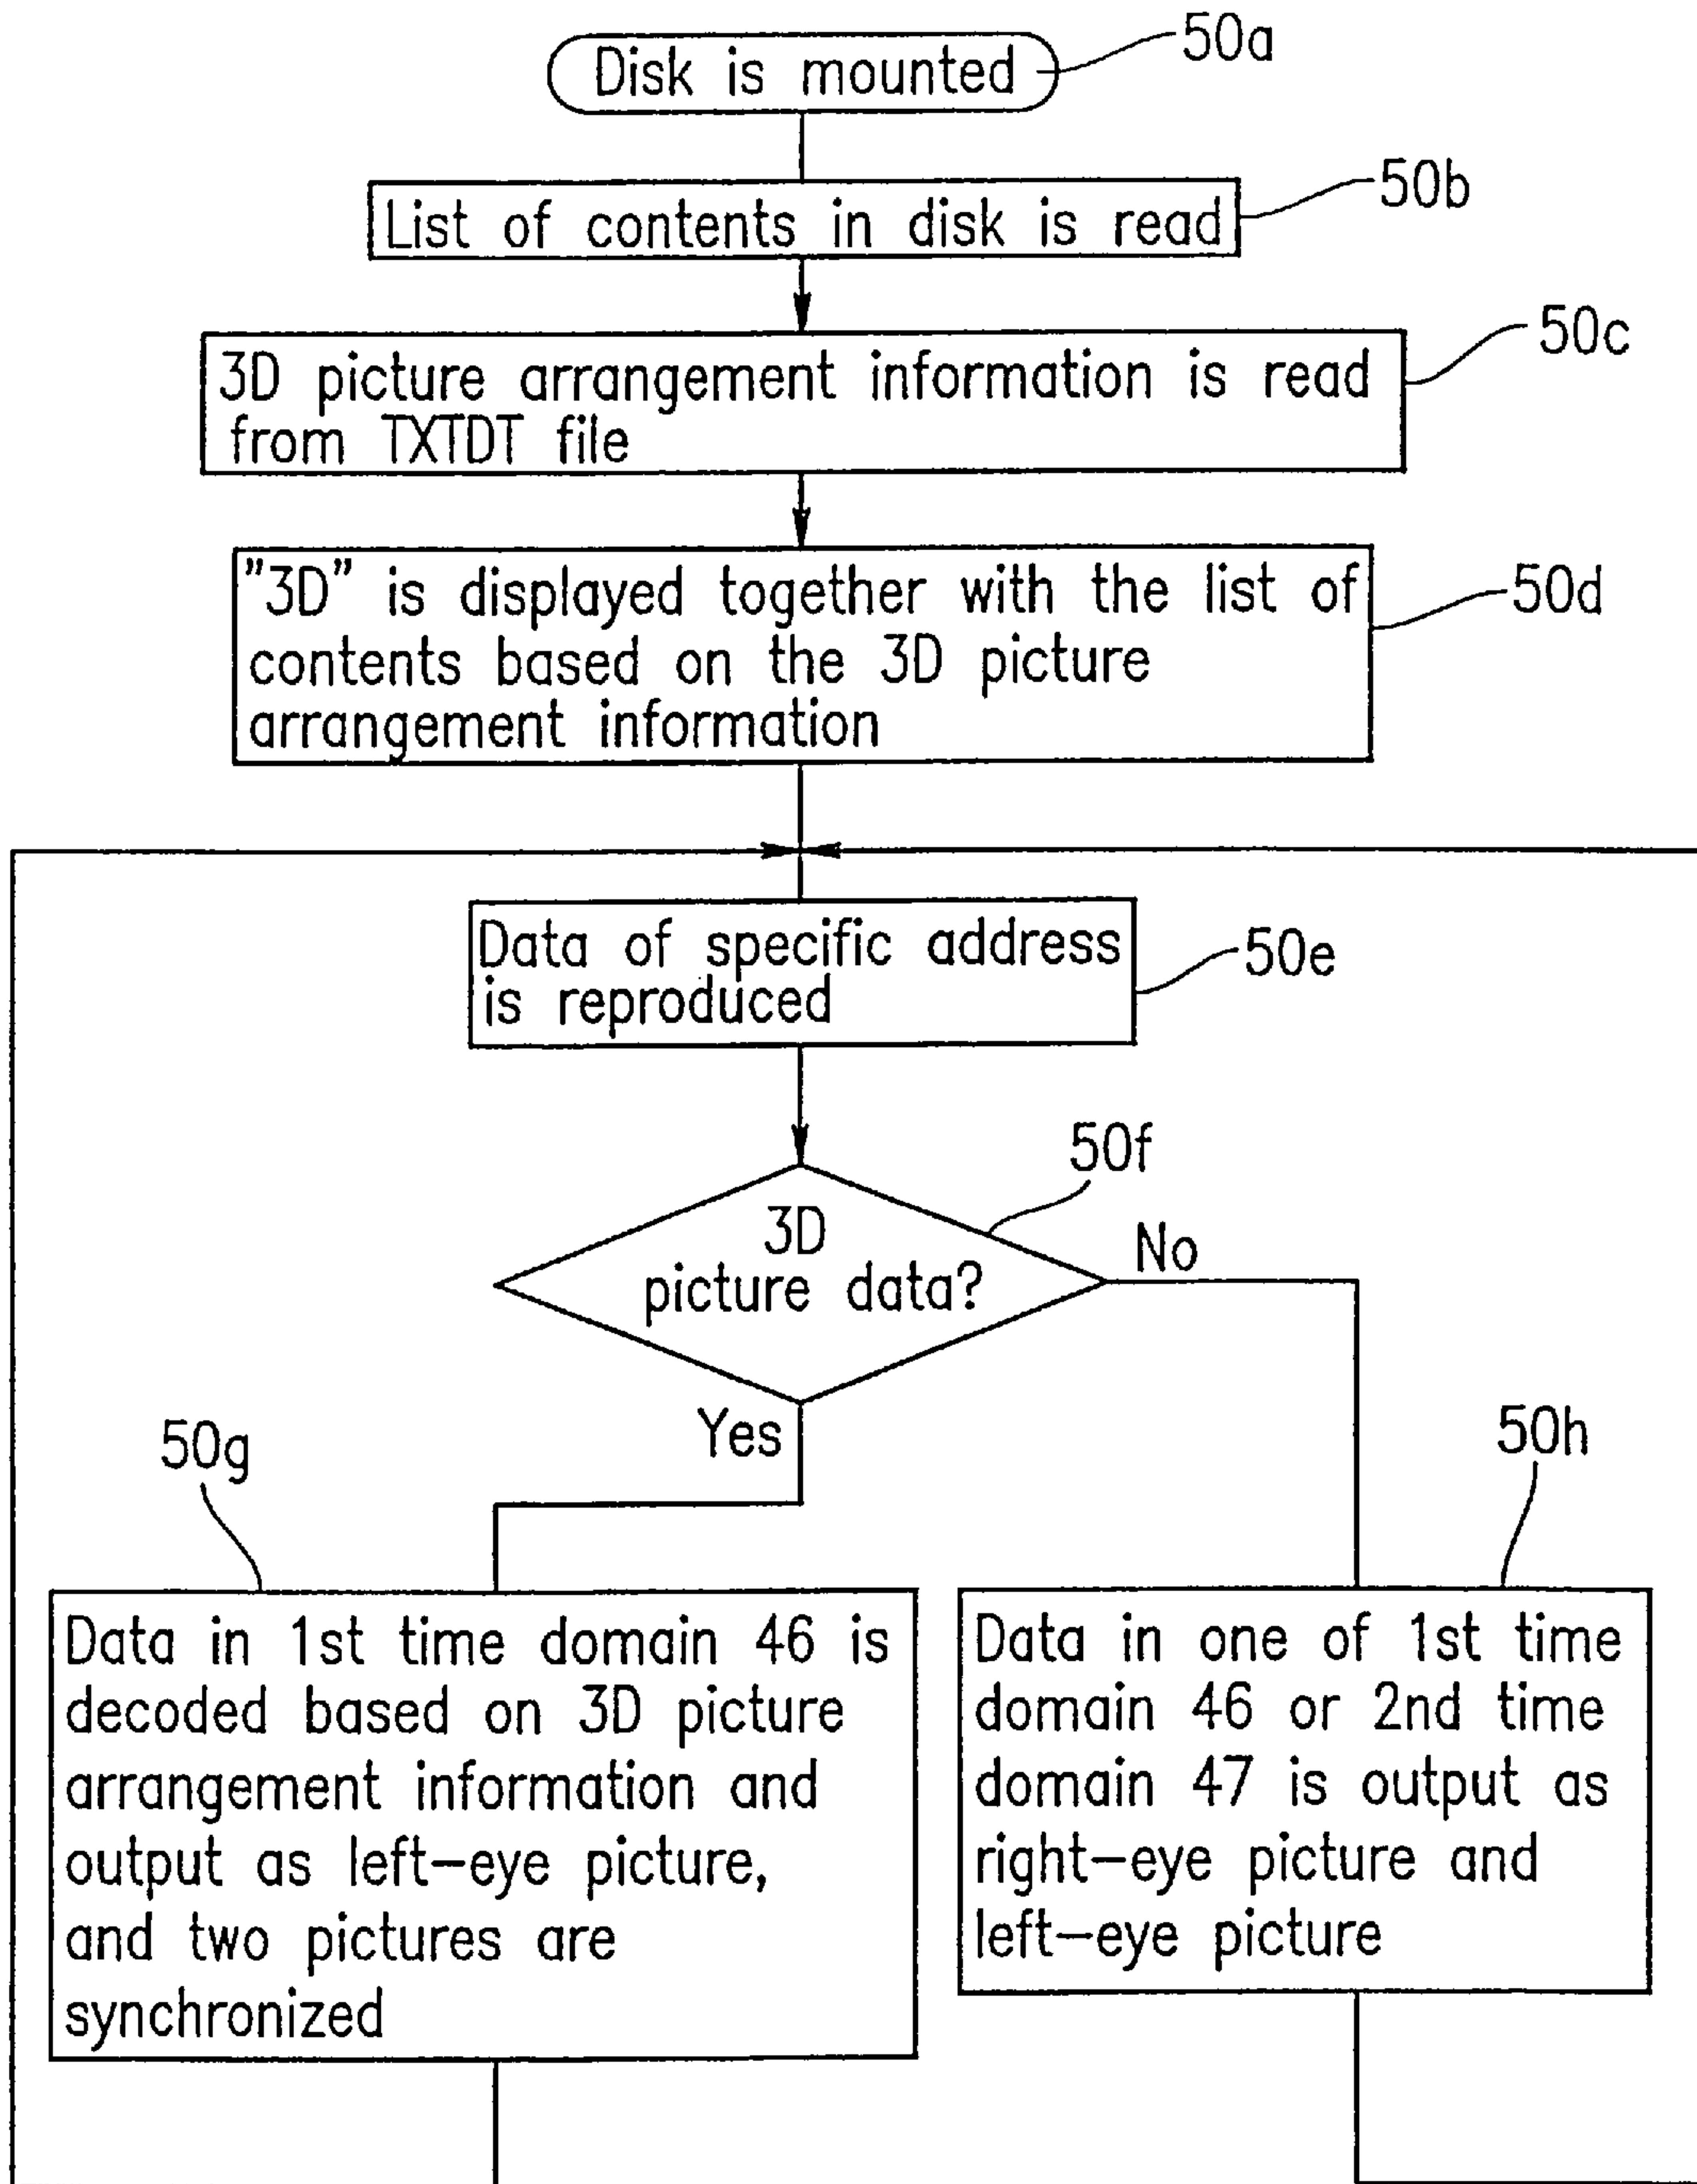 Disk is mounted
50a
List of contents in disk is read
50b
3D picture arrangement information is read
from TXTDT file
50c
"3D" is displayed together with the list of
contents based on the 3D picture
arrangement information
50d
Data of specific address
is reproduced
50e
3D
picture data?
50f
No
Yes
50g
Data in 1st time domain 46 is
decoded based on 3D picture
arrangement information and
output as left-eye picture,
and two pictures are
synchronized
50h
Data in one of 1st time
domain 46 or 2nd time
domain 47 is output as
right-eye picture and
left-eye picture